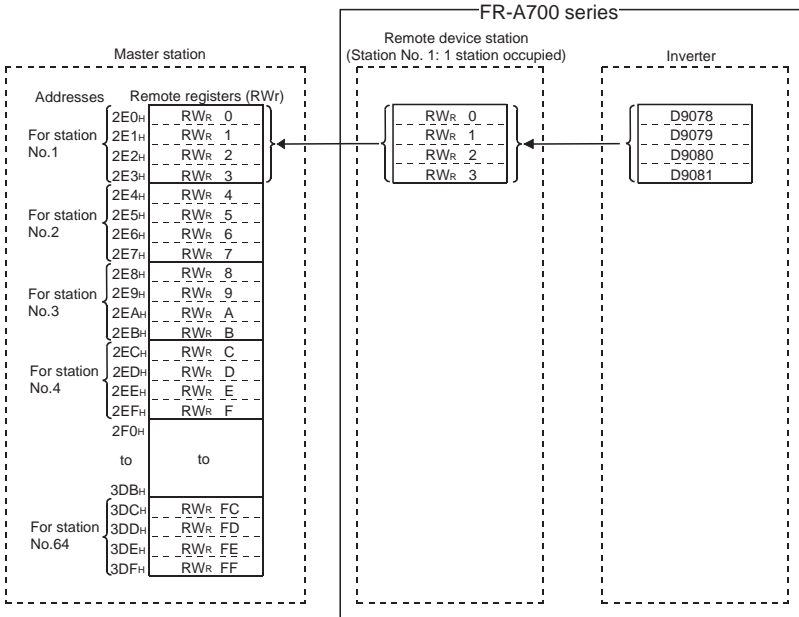 FR-A700 series
Master station
Remote device station
(Station No. 1: 1 station occupied)
Inverter
Addresses Remote registers (RWr)
For station
No.1
2E0H RWR 0
2E1H RWR 1
2E2H RWR 2
2E3H RWR 3
For station
No.2
2E4H RWR 4
2E5H RWR 5
2E6H RWR 6
2E7H RWR 7
For station
No.3
2E8H RWR 8
2E9H RWR 9
2EAH RWR A
2EBH RWR B
For station
No.4
2ECH RWR C
2EDH RWR D
2EEH RWR E
2EFH RWR F
2F0H
to to
3DBH
For station
No.64
3DCH RWR FC
3DDH RWR FD
3DEH RWR FE
3DFH RWR FF
RWR 0
RWR 1
RWR 2
RWR 3
D9078
D9079
D9080
D9081